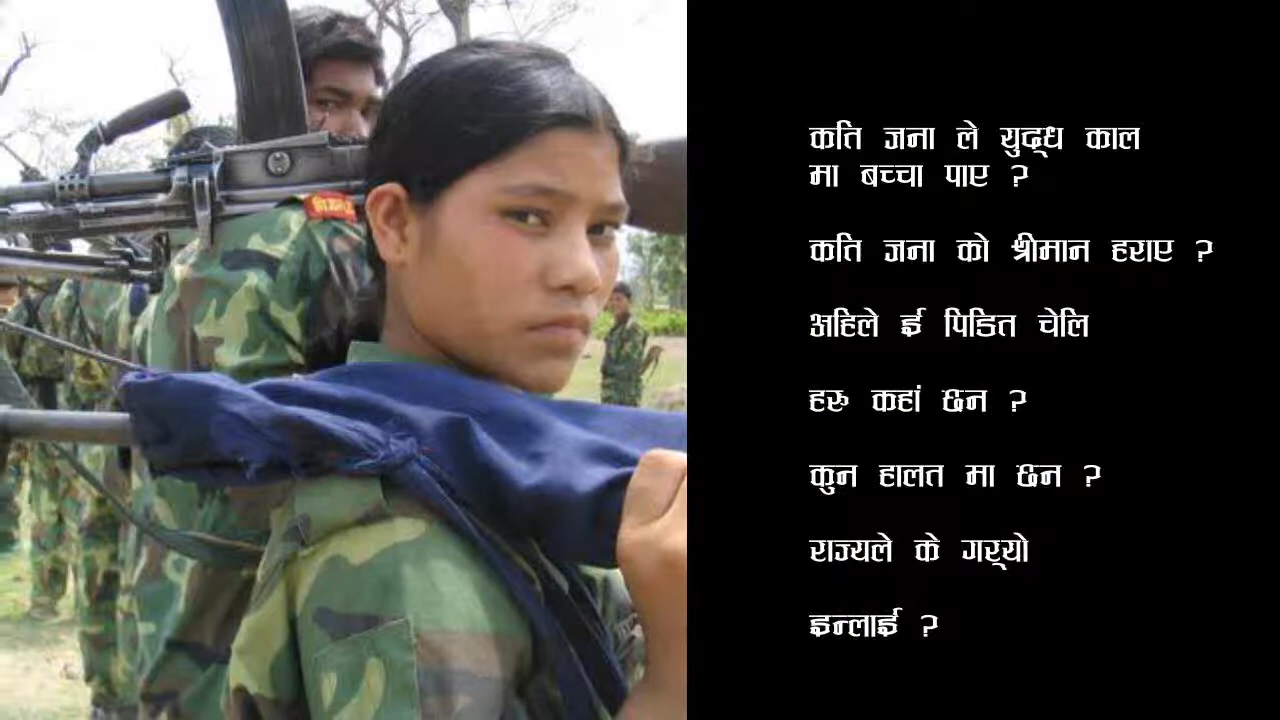 कति जना ले युद्ध काल
मा बच्चा पाए ?
कति जना को श्रीमान हराए ?
अहिले ई पिडित चेलि
हरु कहां छन ?
कुन हालत मा छन ?
राज्यले के गर्‍यो
इन्लाई ?